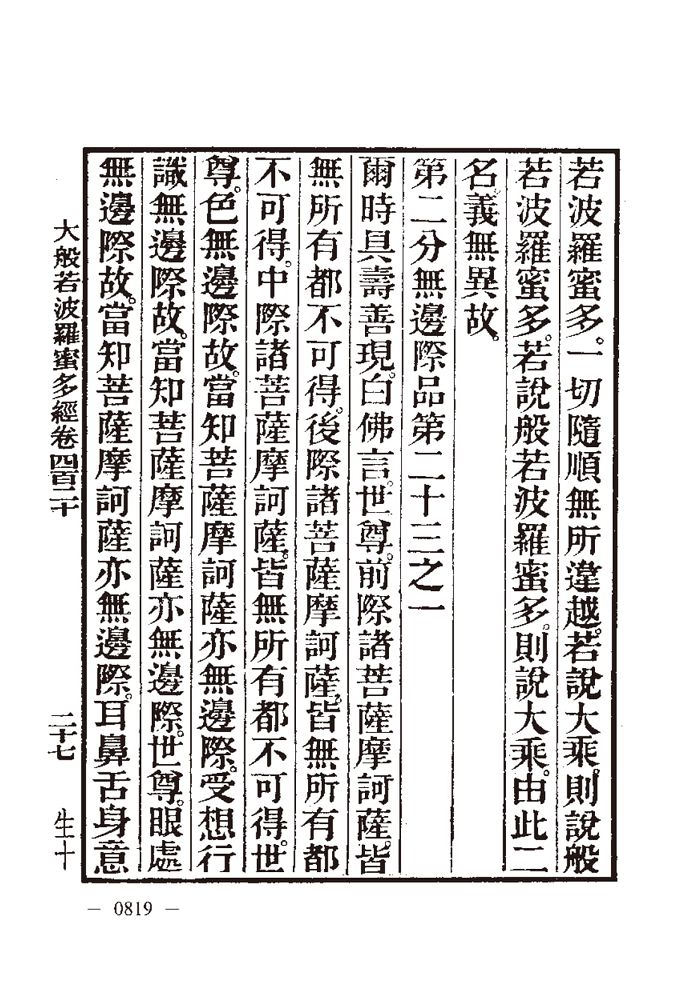 若波羅蜜多。一切隨順無所違越。若說大乘。則說般
若波羅蜜多。若說般若波羅蜜多。則說大乘。由此二
名義無異故。
第二分無邊際品第二十三之一
爾時具壽善現。白佛言。世尊。前際諸菩薩摩訶薩。皆
無所有都不可得。後際諸菩薩摩訶薩。皆無所有都
不可得。中際諸菩薩摩訶薩。皆無所有都不可得。世
尊。色無邊際故。當知菩薩摩訶薩亦無邊際。受想行
識無邊際故。當知菩薩摩訶薩亦無邊際。世尊。眼處
無邊際故。當知菩薩摩訶薩亦無邊際。耳鼻舌身意
大般若波羅蜜多經卷四百二十
二十七
生十
— 0819 —